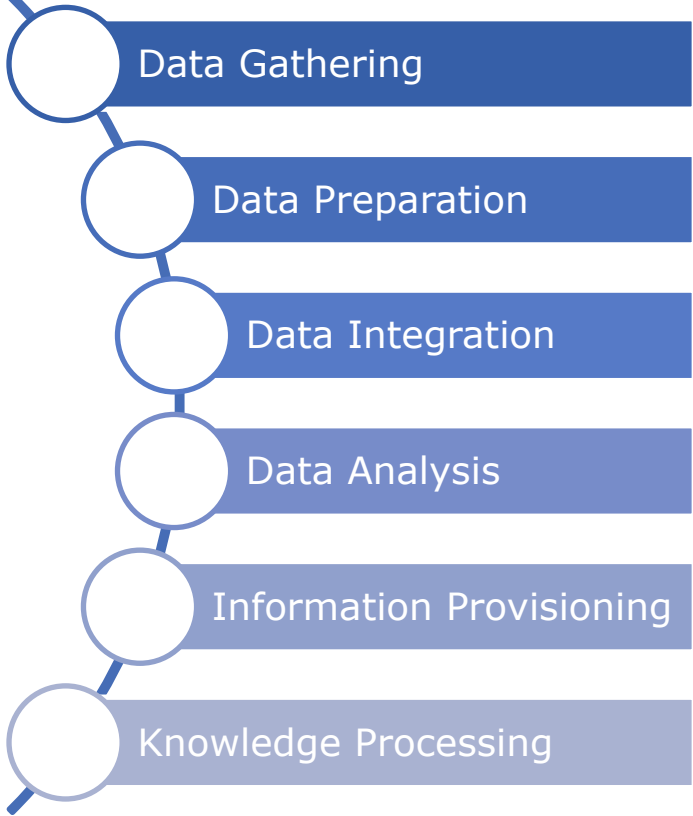 Data Gathering
Data Preparation
Data Integration
Data Analysis
Information Provisioning
Knowledge Processing